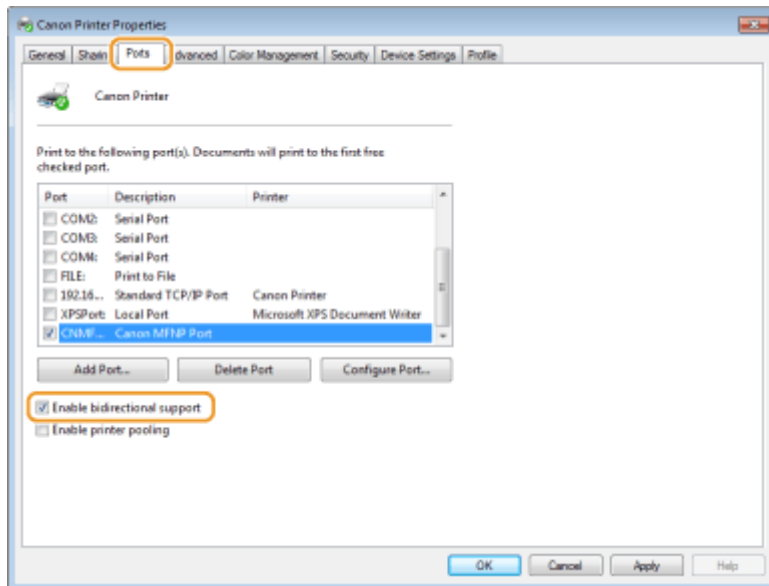 Canon Printer Properties
General Sharin Ports dvanced Color Management Security Device Settings Profile
Canon Printer
Print to the following port(s). Documents will print to the first free
checked port.
Port Description Printer
COM2: Serial Port
COM3: Serial Port
COM4: Serial Port
FILE: Print to File
192.16... Standard TCP/IP Port Canon Printer
XPSPort: Local Port Microsoft XPS Document Writer
CNMF... Canon MFNP Port
Add Port... Delete Port Configure Port...
Enable bidirectional support
Enable printer pooling
OK Cancel Apply Help